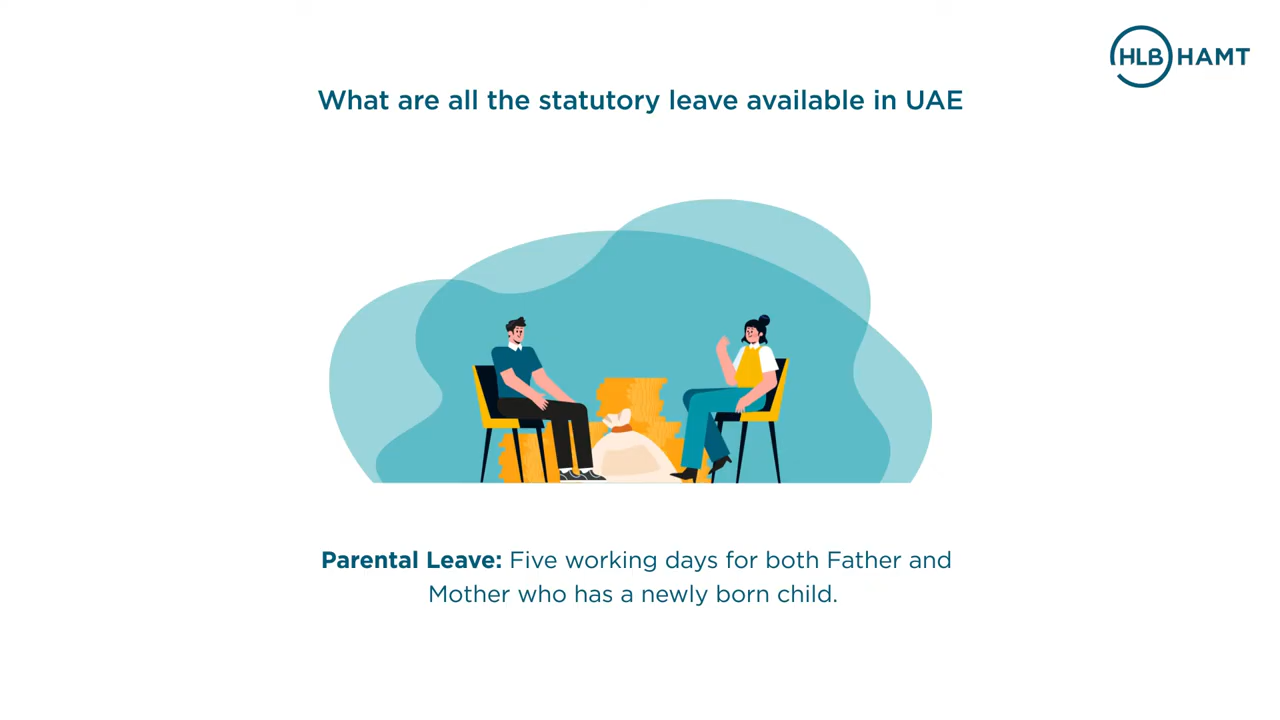 HLB HAMT
What are all the statutory leave available in UAE
Parental Leave: Five working days for both Father and
Mother who has a newly born child.